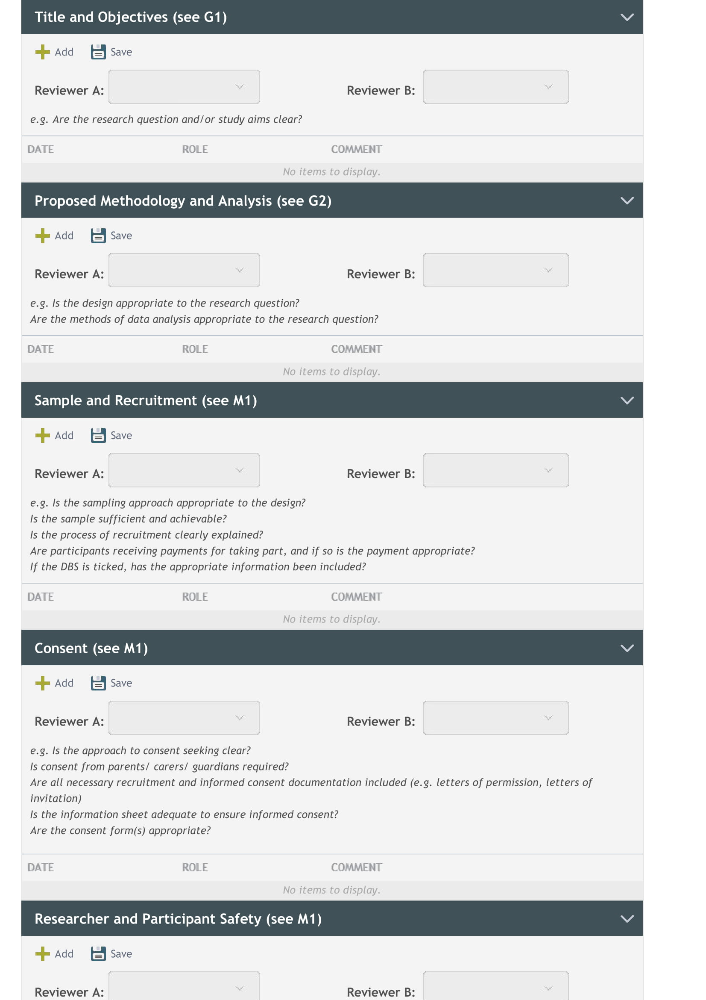 Title and Objectives (see G1)
Add Save
Reviewer A: Reviewer B:
e.g. Are the research question and/or study aims clear?
DATE ROLE COMMENT
No items to display.
Proposed Methodology and Analysis (see G2)
Add Save
Reviewer A: Reviewer B:
e.g. Is the design appropriate to the research question?
Are the methods of data analysis appropriate to the research question?
DATE ROLE COMMENT
No items to display.
Sample and Recruitment (see M1)
Add Save
Reviewer A: Reviewer B:
e.g. Is the sampling approach appropriate to the design?
Is the sample sufficient and achievable?
Is the process of recruitment clearly explained?
Are participants receiving payments for taking part, and if so is the payment appropriate?
If the DBS is ticked, has the appropriate information been included?
DATE ROLE COMMENT
No items to display.
Consent (see M1)
Add Save
Reviewer A: Reviewer B:
e.g. Is the approach to consent seeking clear?
Is consent from parents/ carers/ guardians required?
Are all necessary recruitment and informed consent documentation included (e.g. letters of permission, letters of
invitation)
Is the information sheet adequate to ensure informed consent?
Are the consent form(s) appropriate?
DATE ROLE COMMENT
No items to display.
Researcher and Participant Safety (see M1)
Add Save
Reviewer A: Reviewer B: